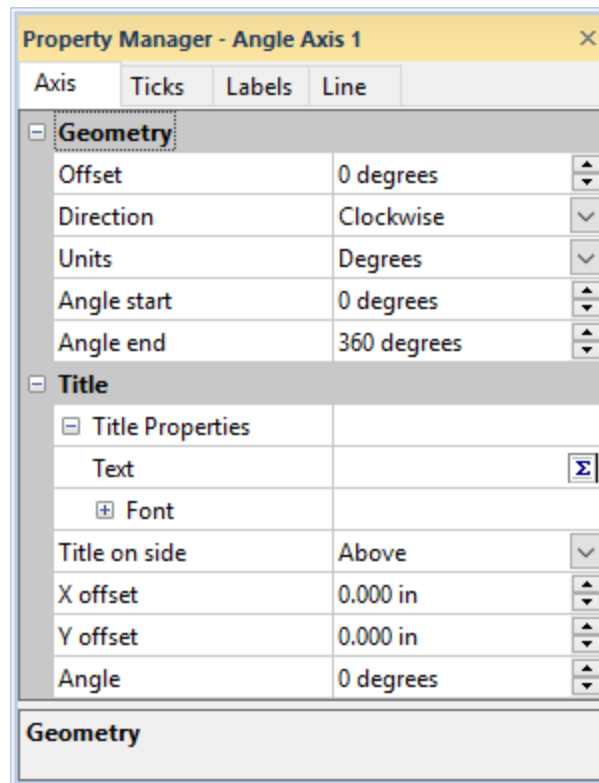 Property Manager - Angle Axis 1
Axis Ticks Labels Line
Geometry
Offset 0 degrees
Direction Clockwise
Units Degrees
Angle start 0 degrees
Angle end 360 degrees
Title
Title Properties
Text Σ
Font
Title on side Above
X offset 0.000 in
Y offset 0.000 in
Angle 0 degrees
Geometry